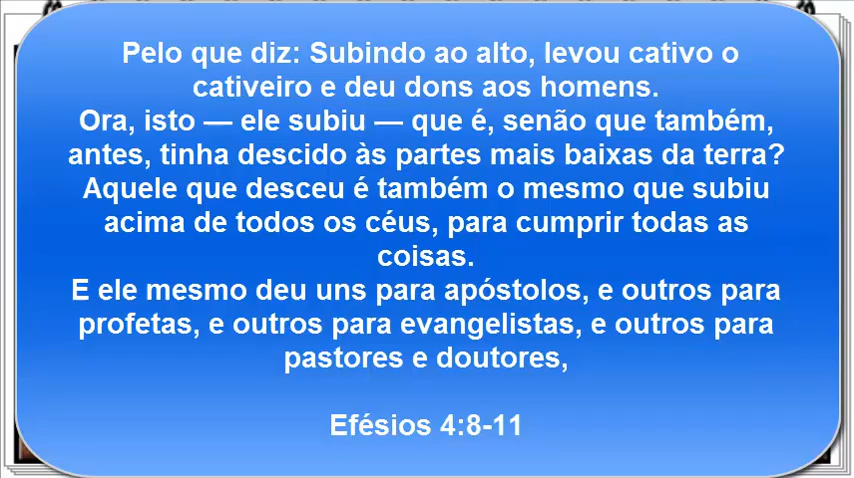 Pelo que diz: Subindo ao alto, levou cativo o
cativeiro e deu dons aos homens.
Ora, isto — ele subiu — que é, senão que também,
antes, tinha descido às partes mais baixas da terra?
Aquele que desceu é também o mesmo que subiu
acima de todos os céus, para cumprir todas as
coisas.
E ele mesmo deu uns para apóstolos, e outros para
profetas, e outros para evangelistas, e outros para
pastores e doutores,
Efésios 4:8-11